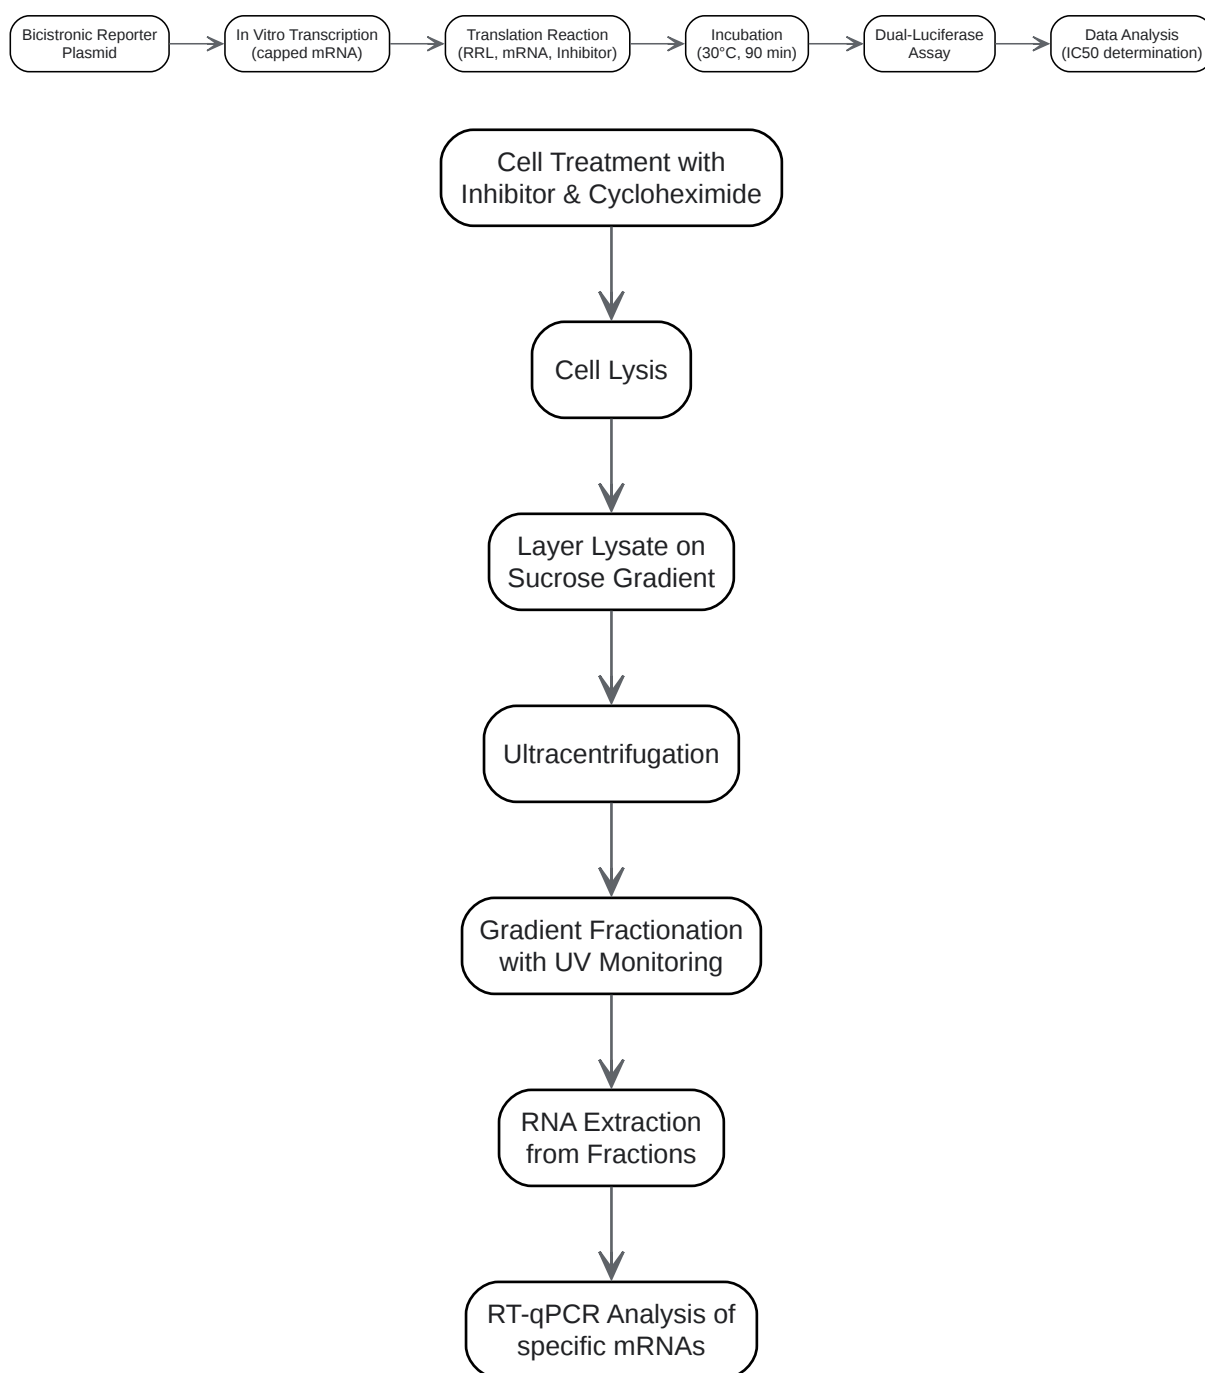 Bicistronic Reporter
Plasmid
In Vitro Transcription
(capped mRNA)
Translation Reaction
(RRL, mRNA, Inhibitor)
Incubation
(30°C, 90 min)
Dual-Luciferase
Assay
Data Analysis
(IC50 determination)
Cell Treatment with
Inhibitor & Cycloheximide
Cell Lysis
Layer Lysate on
Sucrose Gradient
Ultracentrifugation
Gradient Fractionation
with UV Monitoring
RNA Extraction
from Fractions
RT-qPCR Analysis of
specific mRNAs